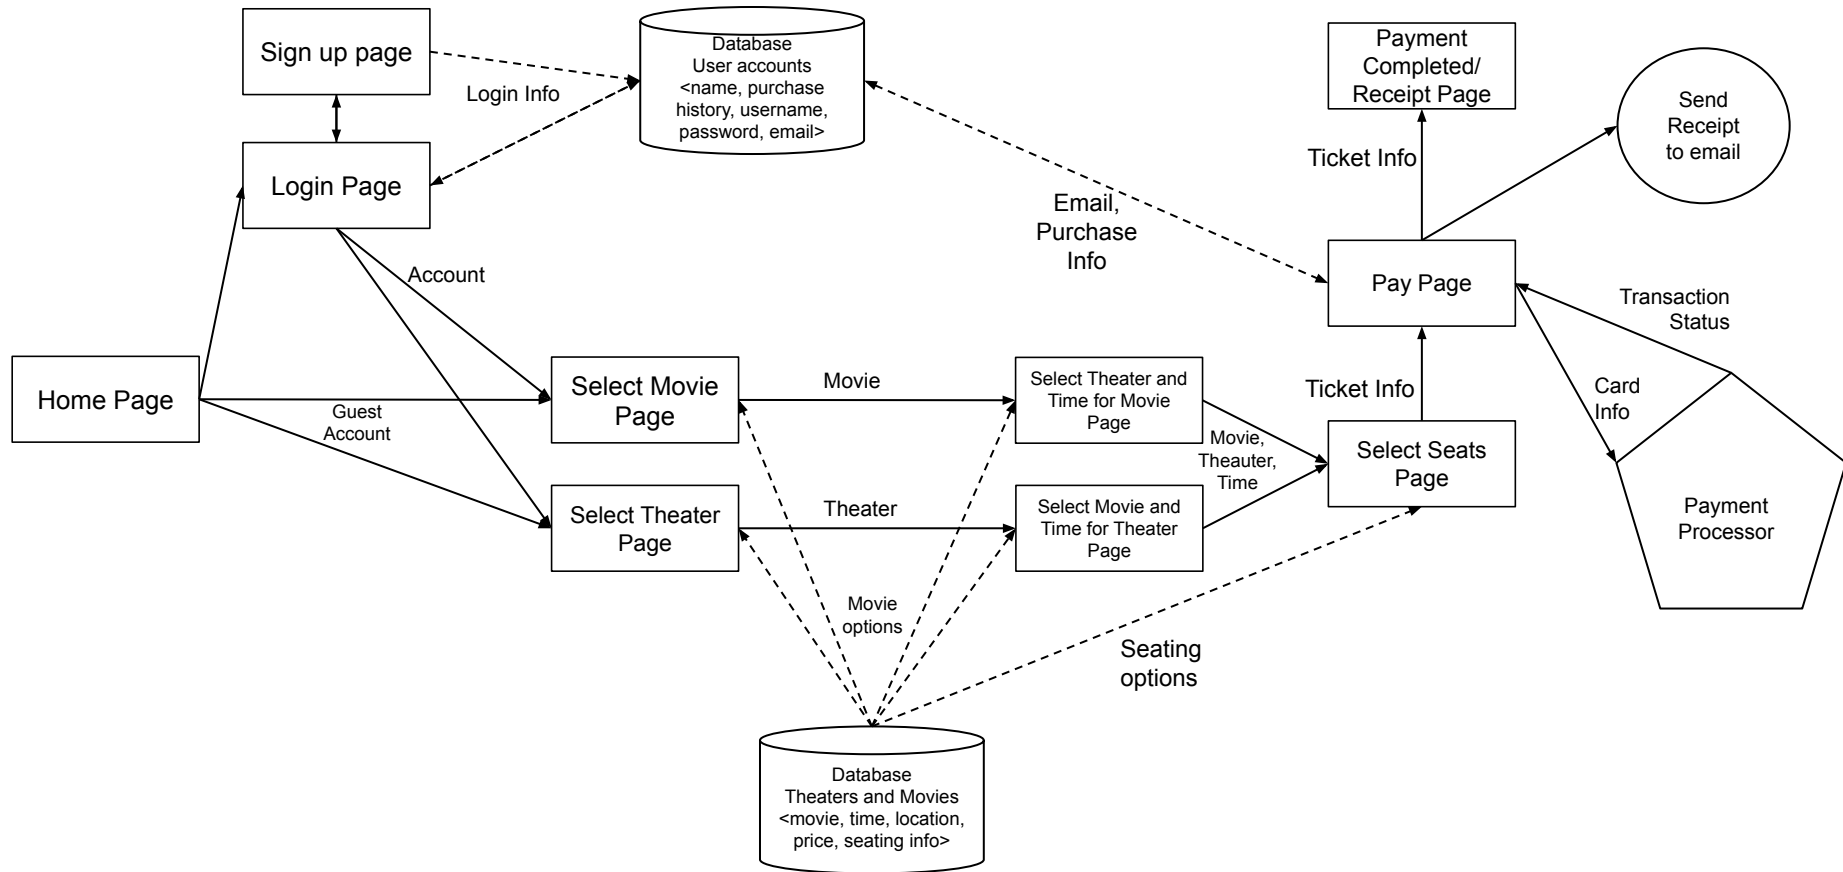 Sign up page
Login Info
Database
User accounts
<name, purchase
history, username,
password, email>
Payment
Completed/
Receipt Page
Send
Receipt
to email
Ticket Info
Login Page
Email,
Purchase
Info
Account
Pay Page
Transaction
Status
Home Page
Guest
Account
Select Movie
Page
Movie
Select Theater and
Time for Movie
Page
Movie,
Theauter,
Time
Ticket Info
Select Seats
Page
Card
Info
Select Theater
Page
Theater
Select Movie and
Time for Theater
Page
Payment
Processor
Movie
options
Seating
options
Database
Theaters and Movies
<movie, time, location,
price, seating info>